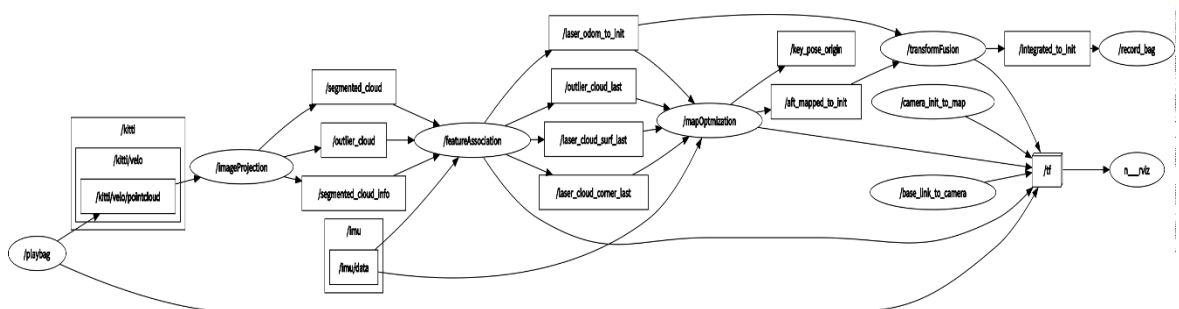 /laser_odom_to_init
/key_pose_origin
/transformFusion
/integrated_to_init
/record_bag
/segmented_cloud
/outlier_cloud_last
/aft_mapped_to_init
/camera_init_to_map
/kitti
/outlier_cloud
/featureAssociation
/laser_cloud_surf_last
/mapOptmization
/kitti/velo
/imageProjection
/tf
n__rviz
/kitti/velo/pointcloud
/segmented_cloud_info
/laser_cloud_corner_last
/base_link_to_camera
/imu
/playbag
/imu/data